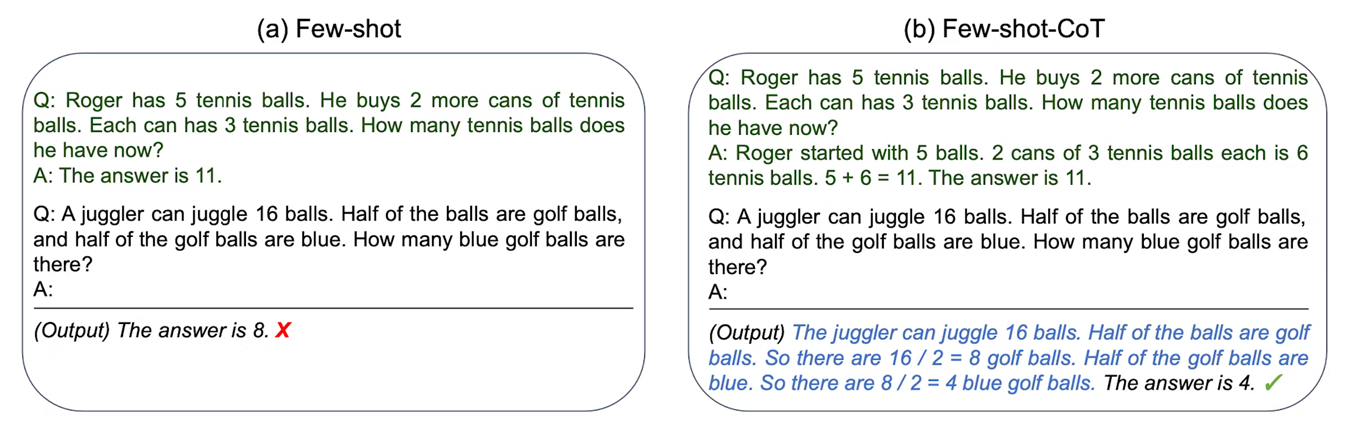 (a) Few-shot
Q: Roger has 5 tennis balls. He buys 2 more cans of tennis
balls. Each can has 3 tennis balls. How many tennis balls does
he have now?
A: The answer is 11.
Q: A juggler can juggle 16 balls. Half of the balls are golf balls,
and half of the golf balls are blue. How many blue golf balls are
there?
A:
(Output) The answer is 8. X
(b) Few-shot-CoT
Q: Roger has 5 tennis balls. He buys 2 more cans of tennis
balls. Each can has 3 tennis balls. How many tennis balls does
he have now?
A: Roger started with 5 balls. 2 cans of 3 tennis balls each is 6
tennis balls. 5 + 6 = 11. The answer is 11.
Q: A juggler can juggle 16 balls. Half of the balls are golf balls,
and half of the golf balls are blue. How many blue golf balls are
there?
A:
(Output) The juggler can juggle 16 balls. Half of the balls are golf
balls. So there are 16 / 2 = 8 golf balls. Half of the golf balls are
blue. So there are 8 / 2 = 4 blue golf balls. The answer is 4. ✓